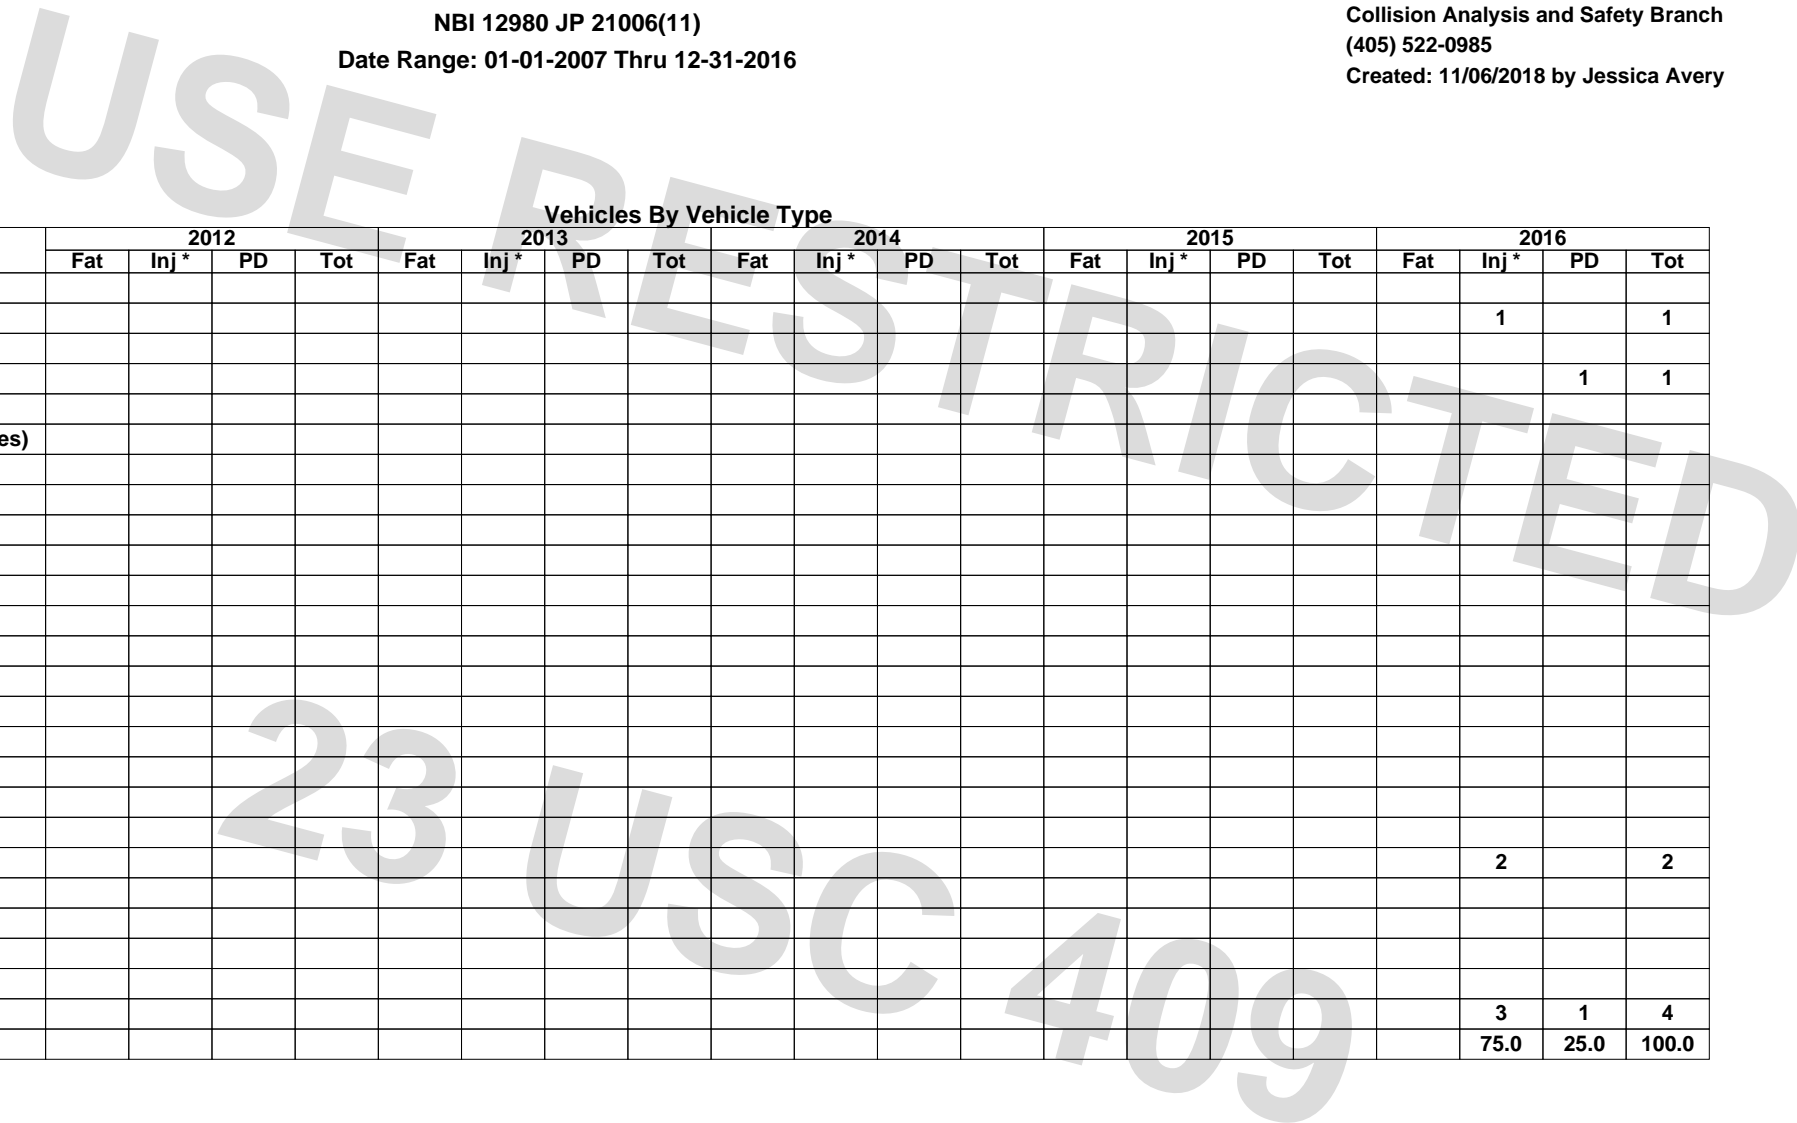 NBI 12980 JP 21006(11)
Date Range: 01-01-2007 Thru 12-31-2016
Collision Analysis and Safety Branch
(405) 522-0985
Created: 11/06/2018 by Jessica Avery
USE RESTRICTED
Vehicles By Vehicle Type
2012 2013 2014 2015 2016
Fat Inj * PD Tot Fat Inj * PD Tot Fat Inj * PD Tot Fat Inj * PD Tot Fat Inj * PD Tot
1 1
1 1
es)
2 2
3 1 4
75.0 25.0 100.0
23 USC 409